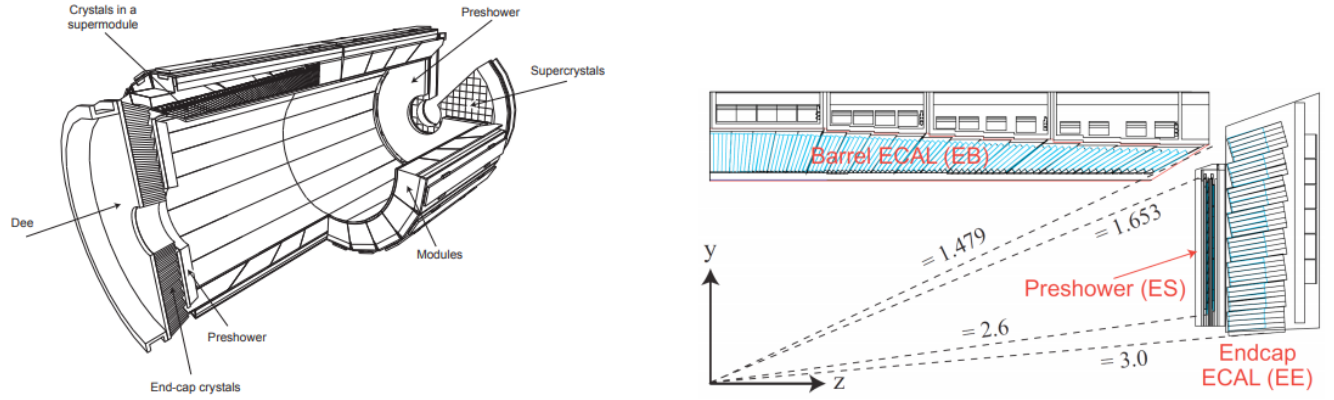 Crystals in a
supermodule
Preshower
Supercrystals
Dee
Modules
Preshower
End-cap crystals
Barrel ECAL (EB)
y
= 1.479
= 1.653
Preshower (ES)
= 2.6
= 3.0
z
Endcap
ECAL (EE)